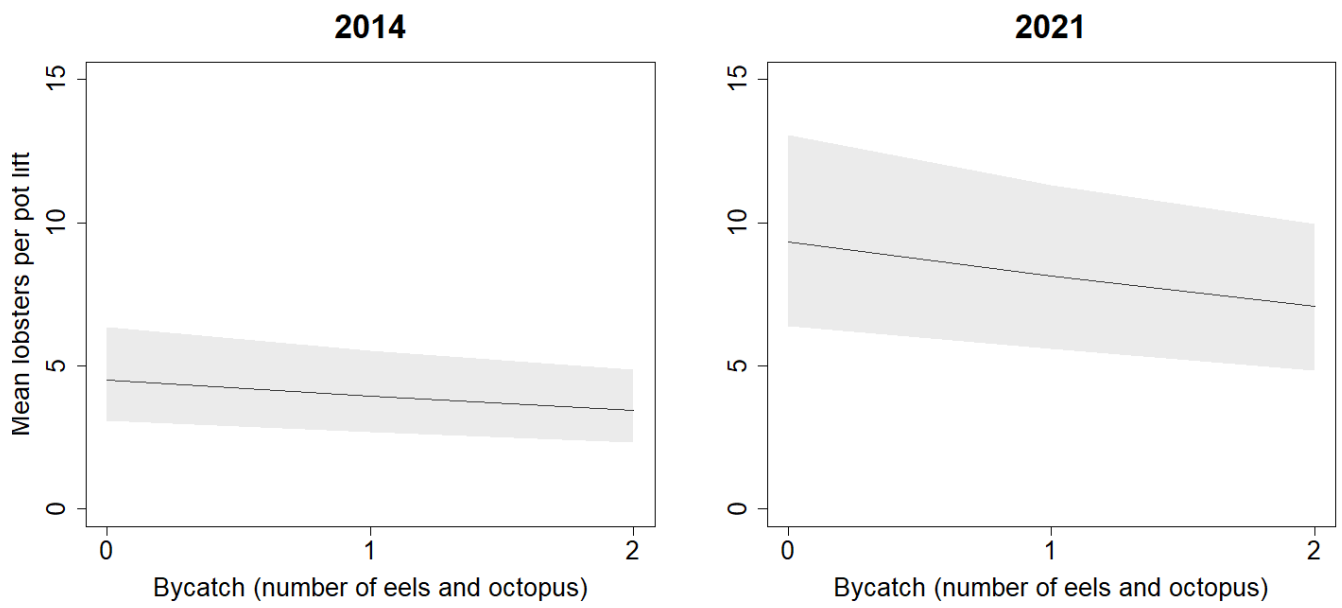 2014
2021
Mean lobsters per pot lift
15
10
5
0
0 1 2
Bycatch (number of eels and octopus)
15
10
5
0
0 1 2
Bycatch (number of eels and octopus)